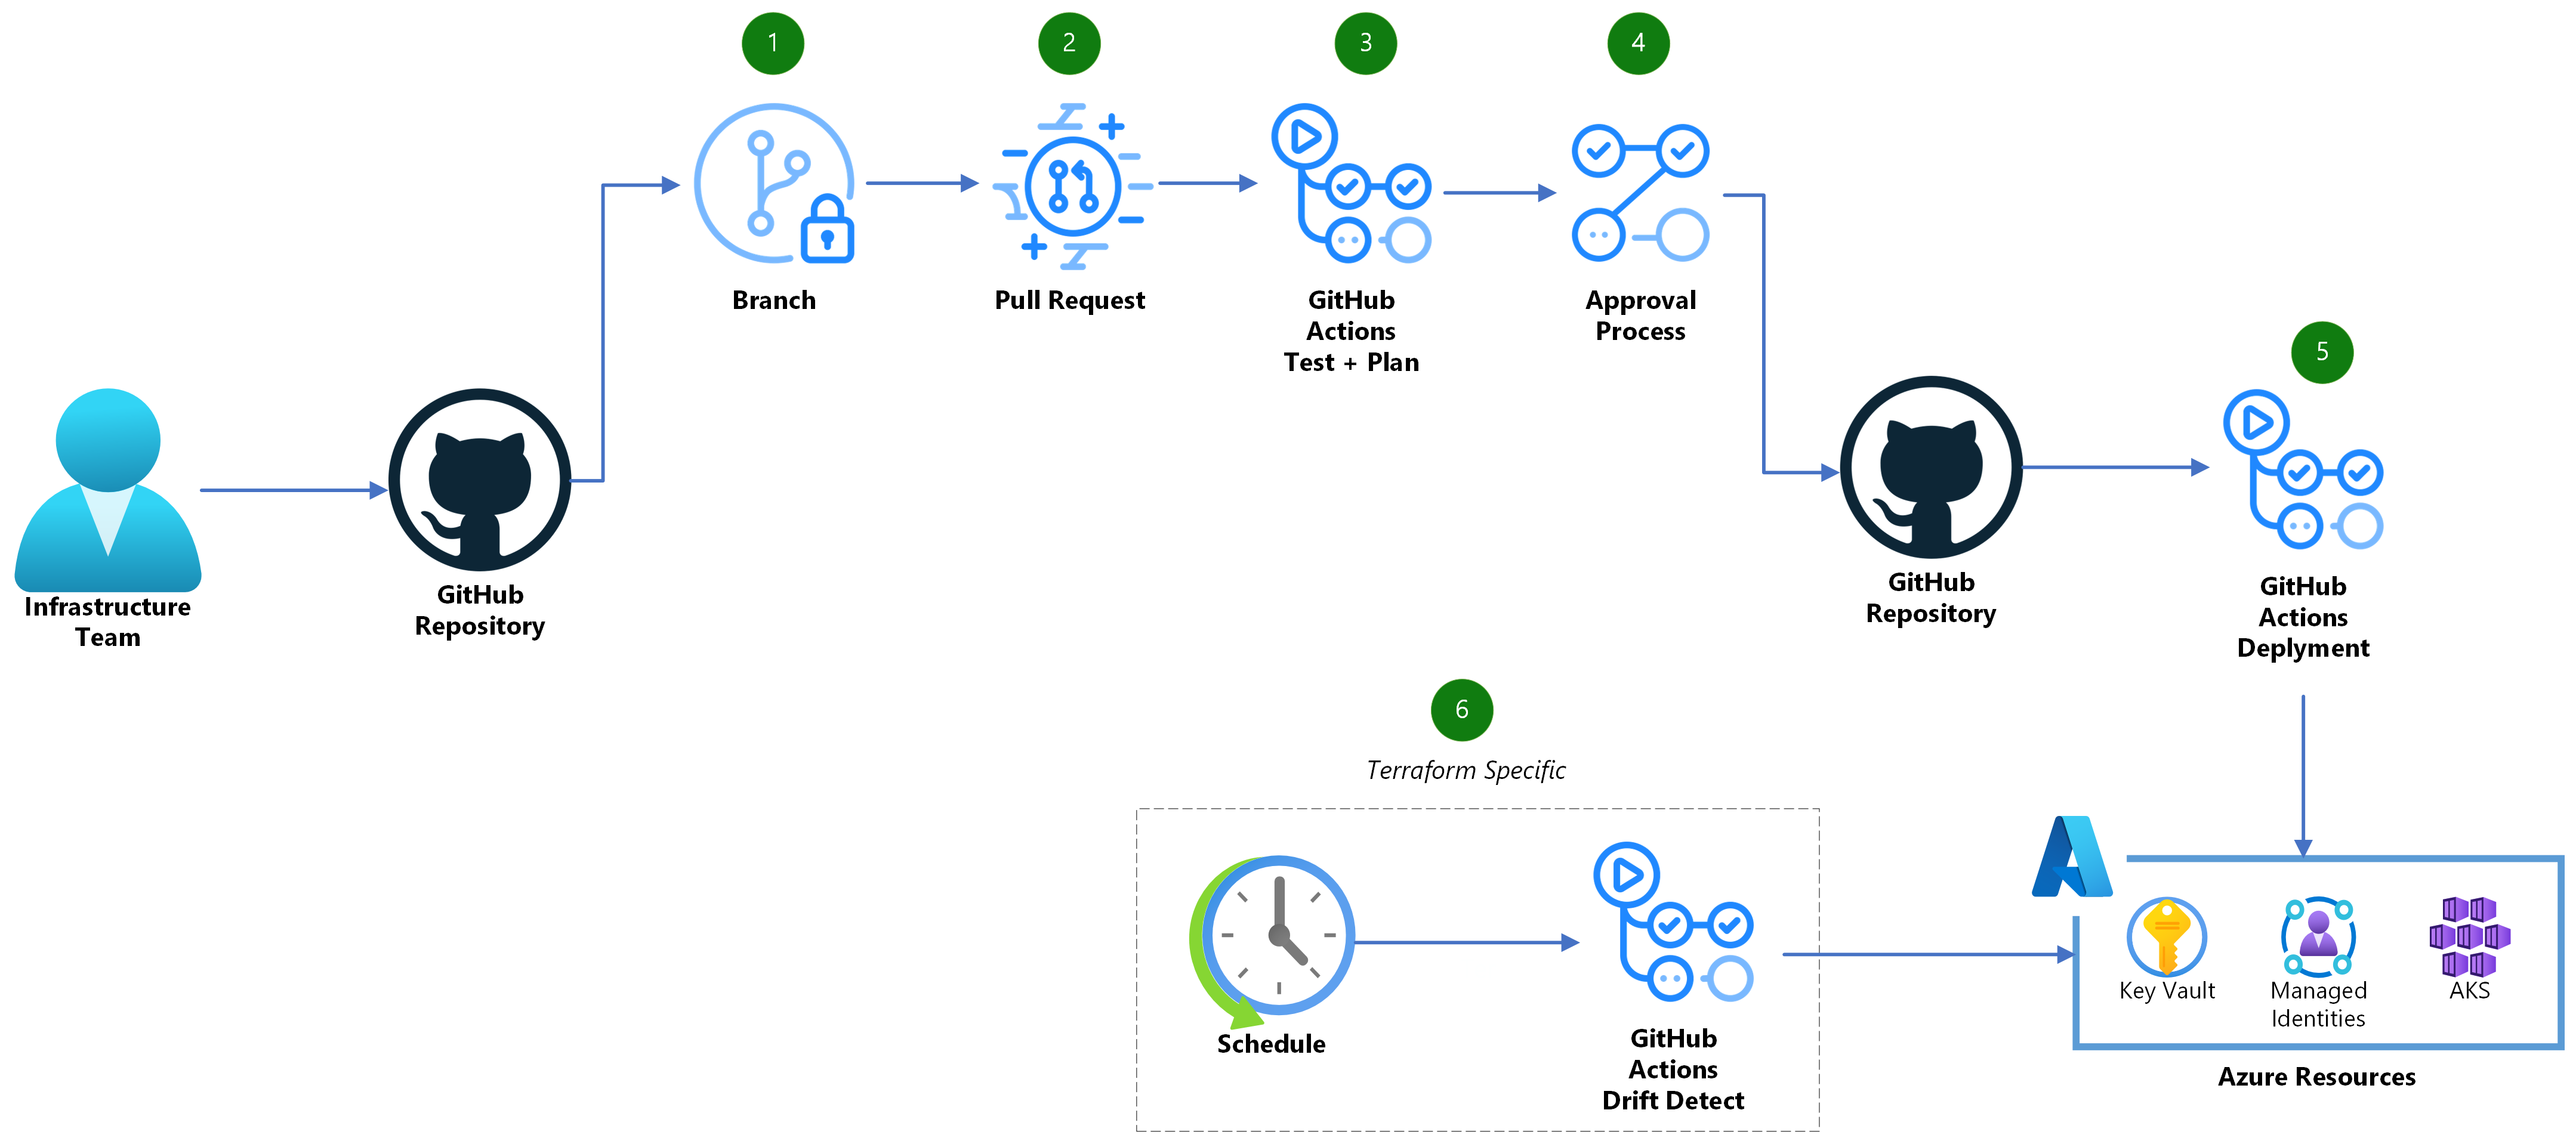 1
2
3
4
Branch
Pull Request
GitHub
Actions
Test + Plan
Approval
Process
5
Infrastructure
Team
GitHub
Repository
GitHub
Repository
GitHub
Actions
Deplyment
6
Terraform Specific
Schedule
GitHub
Actions
Drift Detect
Key Vault
Managed
Identities
AKS
Azure Resources